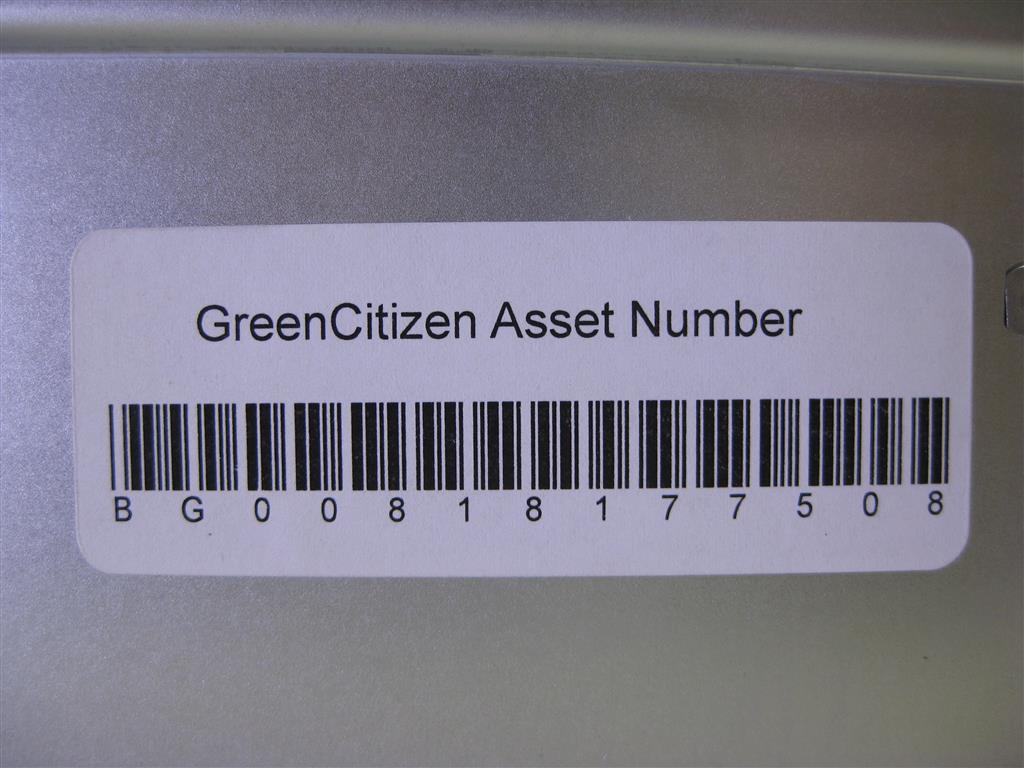 GreenCitizen Asset Number
B G 0 0 8 1 8 1 7 7 5 0 8